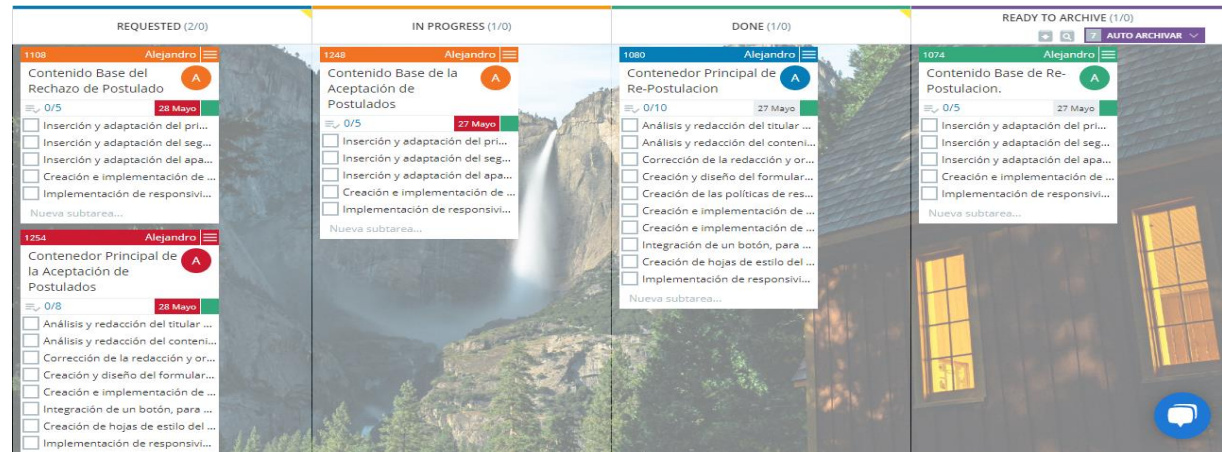 REQUESTED (2/0)
IN PROGRESS (1/0)
DONE (1/0)
READY TO ARCHIVE (1/0)
7 AUTO ARCHIVAR
1108 Alejandro
Contenido Base del
Rechazo de Postulado
A
0/5 28 Mayo
Inserción y adaptación del pri...
Inserción y adaptación del seg...
Inserción y adaptación del apa...
Creación e implementación de ...
Implementación de responsivi...
Nueva subtarea...
1254 Alejandro
Contenedor Principal de
la Aceptación de
Postulados
A
0/8 28 Mayo
Análisis y redacción del titular ...
Análisis y redacción del conteni...
Corrección de la redacción y or...
Creación y diseño del formular...
Creación e implementación de ...
Integración de un botón, para ...
Creación de hojas de estilo del ...
Implementación de responsivi...
1248 Alejandro
Contenido Base de la
Aceptación de
Postulados
A
0/5 27 Mayo
Inserción y adaptación del pri...
Inserción y adaptación del seg...
Inserción y adaptación del apa...
Creación e implementación de ...
Implementación de responsivi...
Nueva subtarea...
1080 Alejandro
Contenedor Principal de
Re-Postulacion
A
0/10 27 Mayo
Análisis y redacción del titular ...
Análisis y redacción del conteni...
Corrección de la redacción y or...
Creación y diseño del formular...
Creación de las políticas de res...
Creación e implementación de ...
Creación e implementación de ...
Integración de un botón, para ...
Creación de hojas de estilo del ...
Implementación de responsivi...
Nueva subtarea...
1074 Alejandro
Contenido Base de Re-
Postulacion.
A
0/5 27 Mayo
Inserción y adaptación del pri...
Inserción y adaptación del seg...
Inserción y adaptación del apa...
Creación e implementación de ...
Implementación de responsivi...
Nueva subtarea...